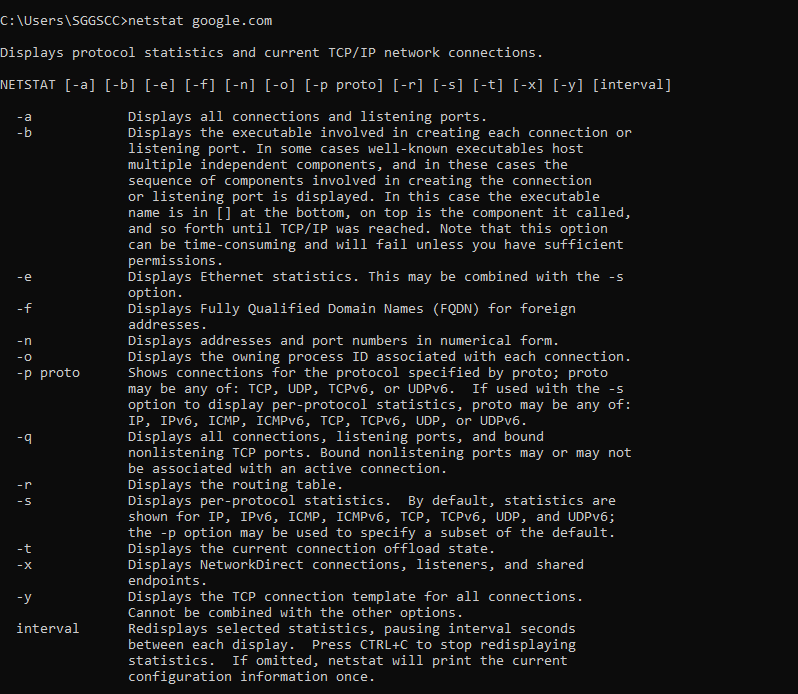 C:\Users\SGGSCC>netstat google.com
Displays protocol statistics and current TCP/IP network connections.
NETSTAT [-a] [-b] [-e] [-f] [-n] [-o] [-p proto] [-r] [-s] [-t] [-x] [-y] [interval]
-a Displays all connections and listening ports.
-b Displays the executable involved in creating each connection or
listening port. In some cases well-known executables host
multiple independent components, and in these cases the
sequence of components involved in creating the connection
or listening port is displayed. In this case the executable
name is in [] at the bottom, on top is the component it called,
and so forth until TCP/IP was reached. Note that this option
can be time-consuming and will fail unless you have sufficient
permissions.
-e Displays Ethernet statistics. This may be combined with the -s
option.
-f Displays Fully Qualified Domain Names (FQDN) for foreign
addresses.
-n Displays addresses and port numbers in numerical form.
-o Displays the owning process ID associated with each connection.
-p proto Shows connections for the protocol specified by proto; proto
may be any of: TCP, UDP, TCPv6, or UDPv6.  If used with the -s
option to display per-protocol statistics, proto may be any of:
IP, IPv6, ICMP, ICMPv6, TCP, TCPv6, UDP, or UDPv6.
-q Displays all connections, listening ports, and bound
nonlistening TCP ports. Bound nonlistening ports may or may not
be associated with an active connection.
-r Displays the routing table.
-s Displays per-protocol statistics.  By default, statistics are
shown for IP, IPv6, ICMP, ICMPv6, TCP, TCPv6, UDP, and UDPv6;
the -p option may be used to specify a subset of the default.
-t Displays the current connection offload state.
-x Displays NetworkDirect connections, listeners, and shared
endpoints.
-y Displays the TCP connection template for all connections.
Cannot be combined with the other options.
interval Redisplays selected statistics, pausing interval seconds
between each display.  Press CTRL+C to stop redisplaying
statistics.  If omitted, netstat will print the current
configuration information once.